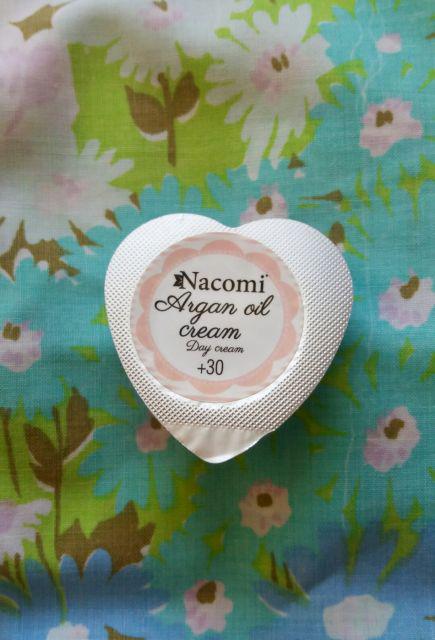 Nacomi
Argan oil
cream
Day cream
+30